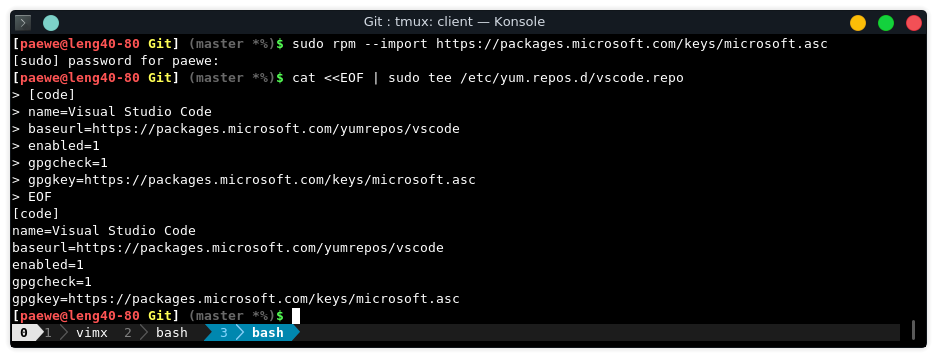 Git : tmux: client — Konsole
[paewe@leng40-80 Git] (master *%)$ sudo rpm --import https://packages.microsoft.com/keys/microsoft.asc
[sudo] password for paewe:
[paewe@leng40-80 Git] (master *%)$ cat <<EOF | sudo tee /etc/yum.repos.d/vscode.repo
> [code]
> name=Visual Studio Code
> baseurl=https://packages.microsoft.com/yumrepos/vscode
> enabled=1
> gpgcheck=1
> gpgkey=https://packages.microsoft.com/keys/microsoft.asc
> EOF
[code]
name=Visual Studio Code
baseurl=https://packages.microsoft.com/yumrepos/vscode
enabled=1
gpgcheck=1
gpgkey=https://packages.microsoft.com/keys/microsoft.asc
[paewe@leng40-80 Git] (master *%)$
0 1 vimx 2 bash 3 bash